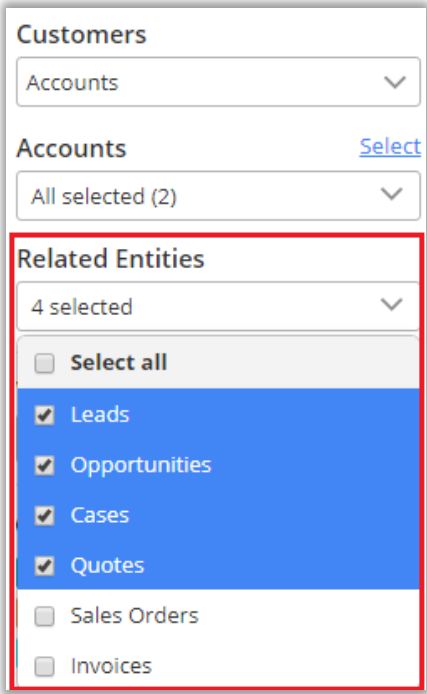 Customers
Accounts
Accounts Select
All selected (2)
Related Entities
4 selected
Select all
Leads
Opportunities
Cases
Quotes
Sales Orders
Invoices